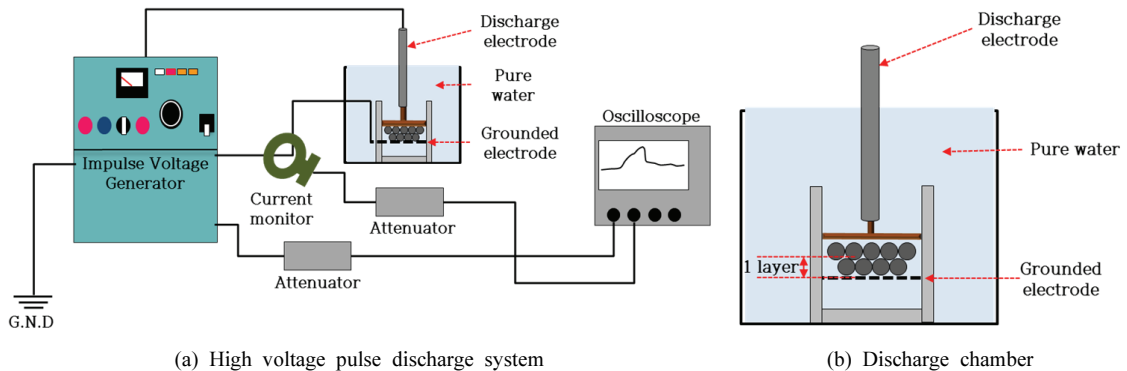 Discharge
electrode
Pure
water
Grounded
electrode
Oscilloscope
Impulse Voltage
Generator
Current
monitor
Attenuator
Attenuator
G.N.D
(a) High voltage pulse discharge system
Discharge
electrode
Pure water
1 layer
Grounded
electrode
(b) Discharge chamber